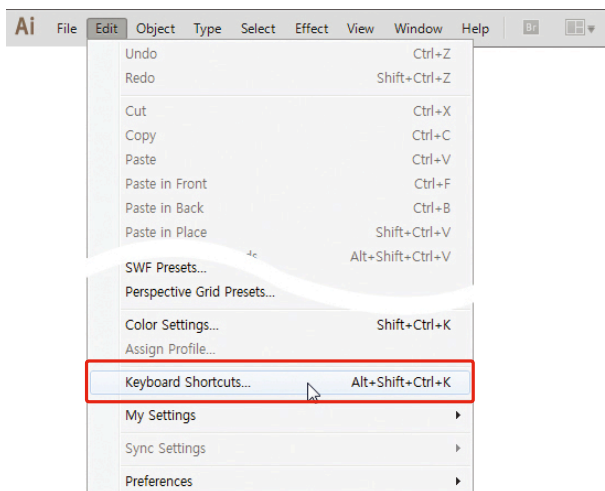 Ai File Edit Object Type Select Effect View Window Help Br
Undo Ctrl+Z
Redo Shift+Ctrl+Z
Cut Ctrl+X
Copy Ctrl+C
Paste Ctrl+V
Paste in Front Ctrl+F
Paste in Back Ctrl+B
Paste in Place Shift+Ctrl+V
Alt+Shift+Ctrl+V
SWF Presets...
Perspective Grid Presets...
Color Settings... Shift+Ctrl+K
Assign Profile...
Keyboard Shortcuts... Alt+Shift+Ctrl+K
My Settings
Sync Settings
Preferences